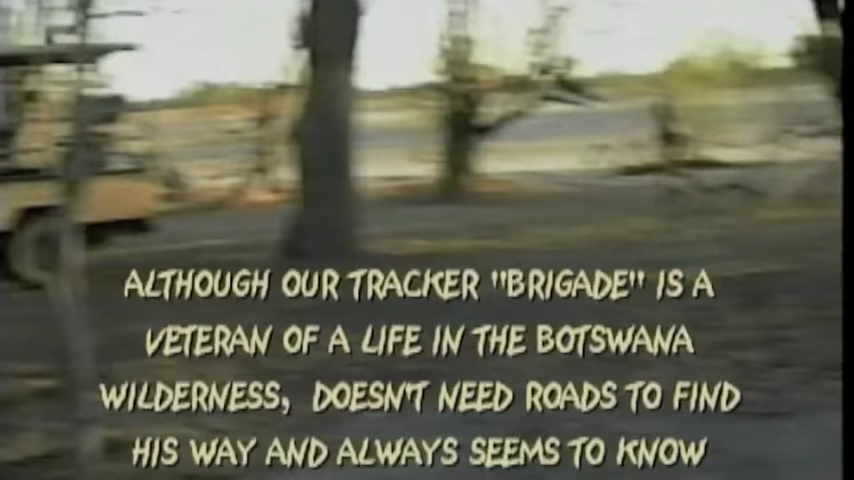 ALTHOUGH OUR TRACKER "BRIGADE" IS A
VETERAN OF A LIFE IN THE BOTSWANA
WILDERNESS, DOESN'T NEED ROADS TO FIND
HIS WAY AND ALWAYS SEEMS TO KNOW